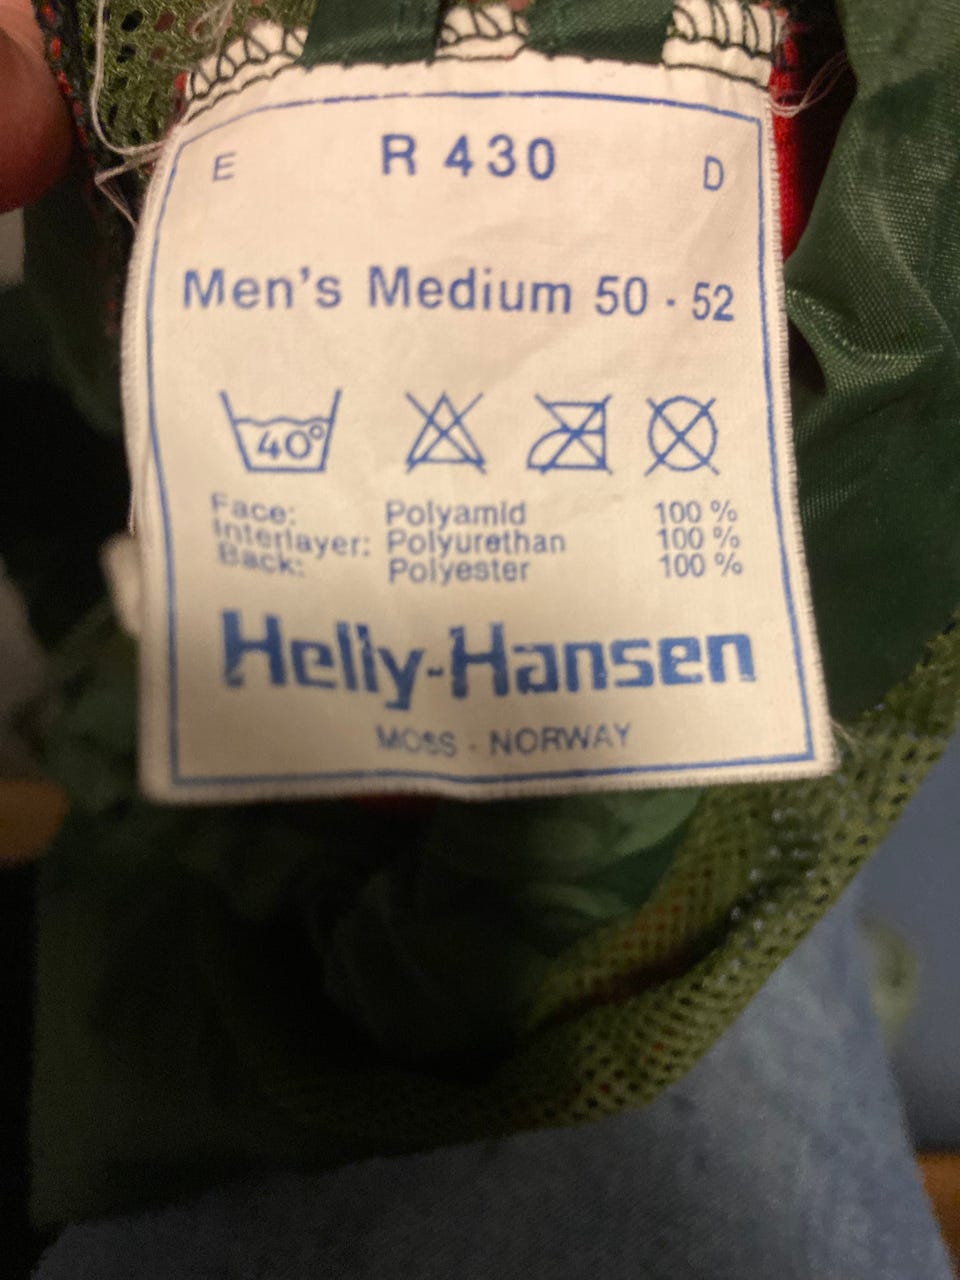 E R 430 D
Men's Medium 50 - 52
40°
Face: Polyamid 100 %
Interlayer: Polyurethan 100 %
Back: Polyester 100 %
Helly-Hansen
MOSS - NORWAY